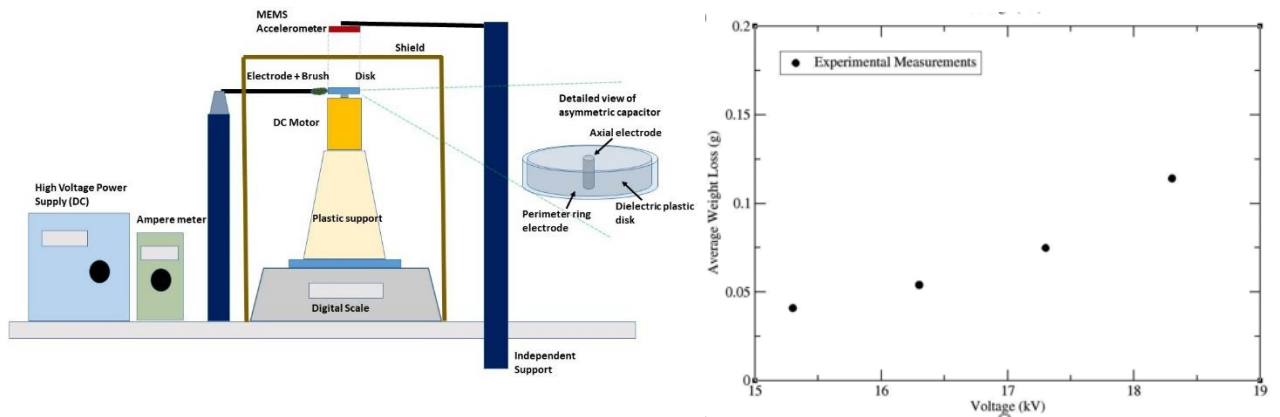 MEMS
Accelerometer
Shield
Electrode + Brush
Disk
DC Motor
Detailed view of
asymmetric capacitor
Axial electrode
Perimeter ring
electrode
Dielectric plastic
disk
High Voltage Power
Supply (DC)
Ampere meter
Plastic support
Digital Scale
Independent
Support
Experimental Measurements
Average Weight Loss (g)
0.2
0.15
0.1
0.05
0
15
16
17
18
19
Voltage (kV)